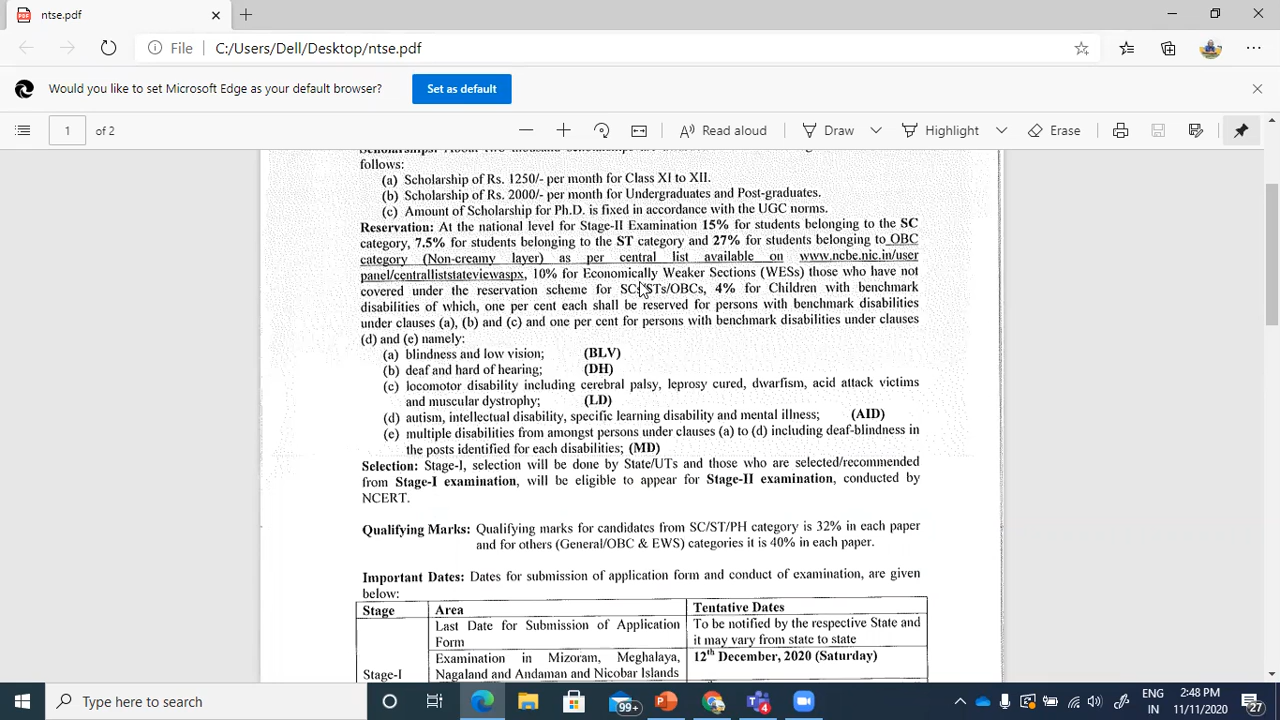 ntse.pdf
File
C:/Users/Dell/Desktop/ntse.pdf
Would you like to set Microsoft Edge as your default browser?
Set as default
1
of 2
Read aloud
Draw
Highlight
Erase
follows:
(a) Scholarship of Rs. 1250/- per month for Class XI to XII.
(b) Scholarship of Rs. 2000/- per month for Undergraduates and Post-graduates.
(c) Amount of Scholarship for Ph.D. is fixed in accordance with the UGC norms.
Reservation: At the national level for Stage-II Examination 15% for students belonging to the SC
category, 7.5% for students belonging to the ST category and 27% for students belonging to OBC
category (Non-creamy layer) as per central list available on www.ncbe.nic.in/user
panel/centralliststateviewaspx, 10% for Economically Weaker Sections (WESs) those who have not
covered under the reservation scheme for SCs/STs/OBCs, 4% for Children with benchmark
disabilities of which, one per cent each shall be reserved for persons with benchmark disabilities
under clauses (a), (b) and (c) and one per cent for persons with benchmark disabilities under clauses
(d) and (e) namely:
(a) blindness and low vision; (BLV)
(b) deaf and hard of hearing; (DH)
(c) locomotor disability including cerebral palsy, leprosy cured, dwarfism, acid attack victims
and muscular dystrophy; (LD)
(d) autism, intellectual disability, specific learning disability and mental illness; (AID)
(e) multiple disabilities from amongst persons under clauses (a) to (d) including deaf-blindness in
the posts identified for each disabilities; (MD)
Selection: Stage-I, selection will be done by State/UTs and those who are selected/recommended
from Stage-I examination, will be eligible to appear for Stage-II examination, conducted by
NCERT.
Qualifying Marks: Qualifying marks for candidates from SC/ST/PH category is 32% in each paper
and for others (General/OBC & EWS) categories it is 40% in each paper.
Important Dates: Dates for submission of application form and conduct of examination, are given
below:
Stage Area Tentative Dates
Last Date for Submission of Application To be notified by the respective State and
Form it may vary from state to state
Examination in Mizoram, Meghalaya, 12th December, 2020 (Saturday)
Stage-I Nagaland and Andaman and Nicobar Islands
Type here to search
99+
4
ENG
IN
2:48 PM
11/11/2020
27